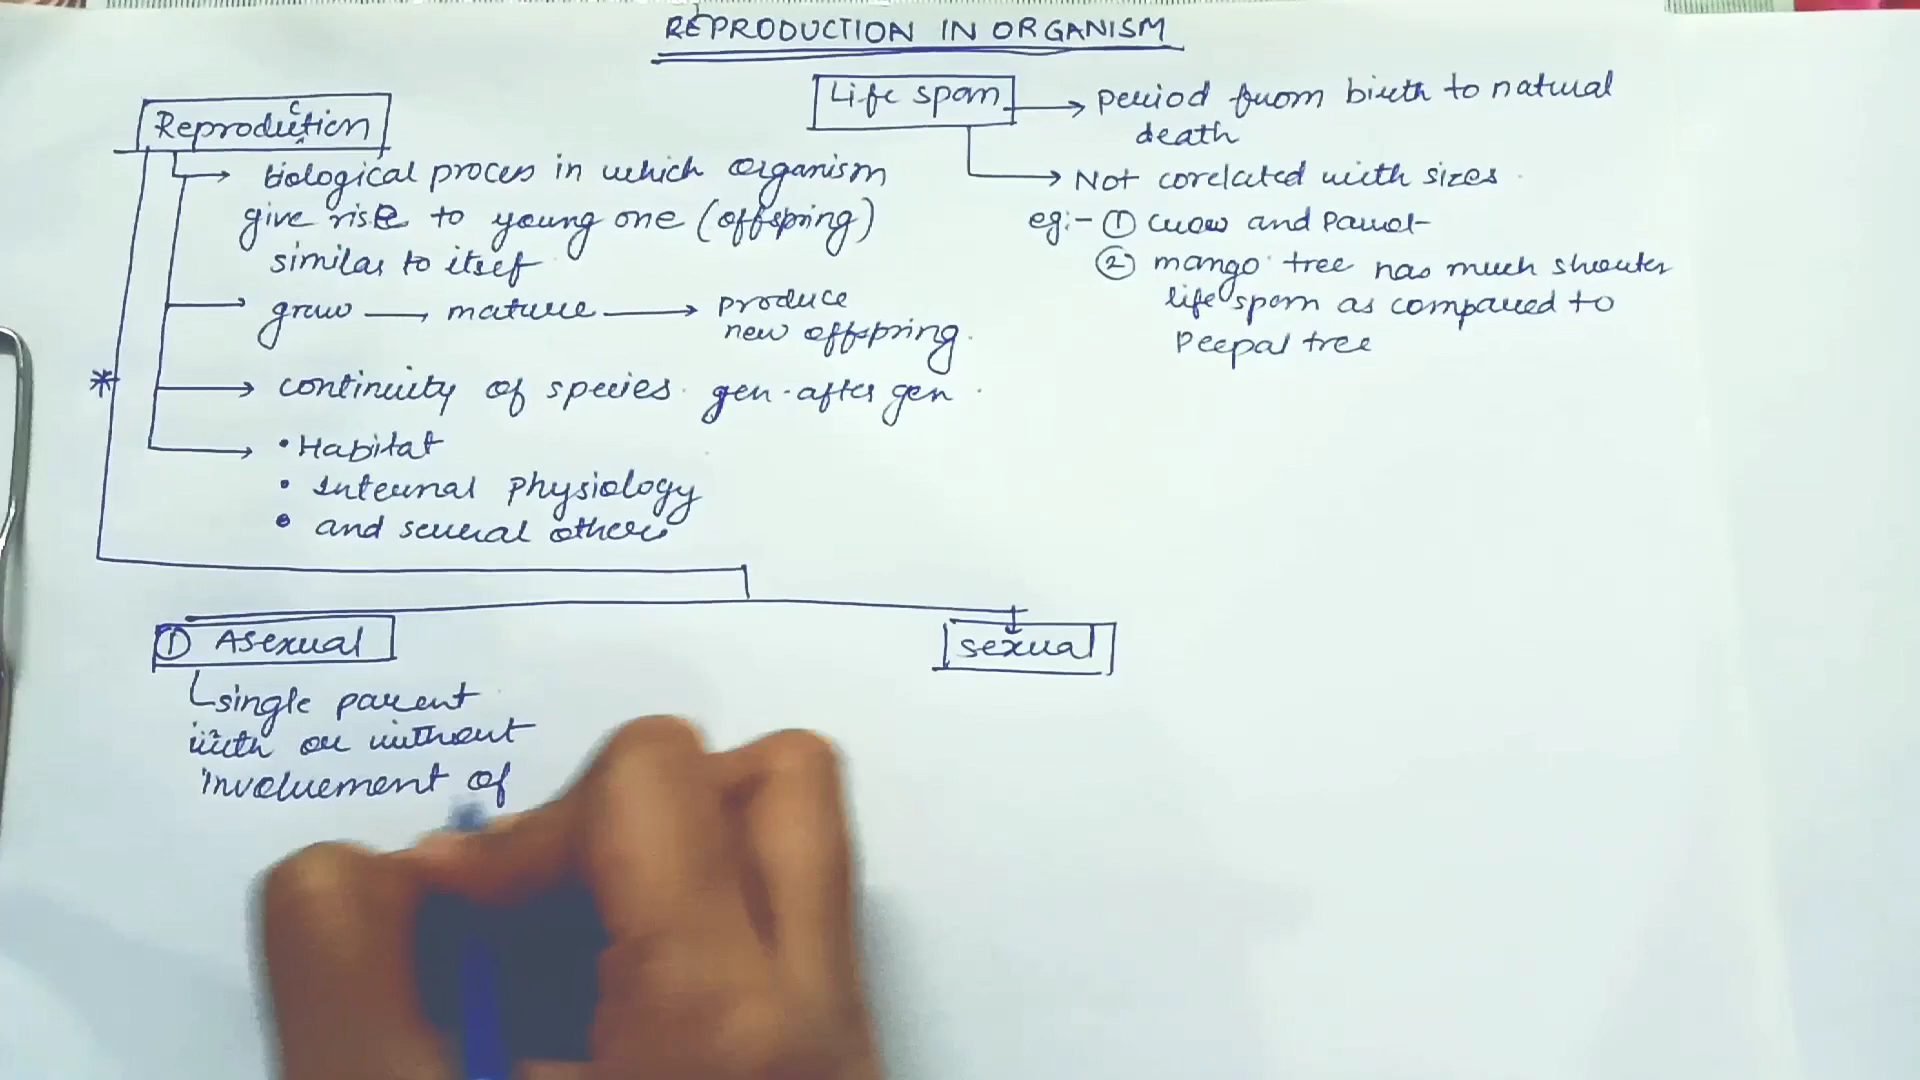 REPRODUCTION IN ORGANISM
Reproduction
biological proces in which organism
give rise to young one (offspring)
similar to itsef
grow → mature → produce
new offspring.
* → continuity of species. gen. after gen.
• Habitat
• internal physiology
• and several others
Life span → period from birth to natural
death
→ Not corelated with sizes.
eg:- ① crow and Parrot
② mango tree has much shorter
life span as compared to
Peepal tree
① Asexual
single parent
with or without
involvement of
sexual